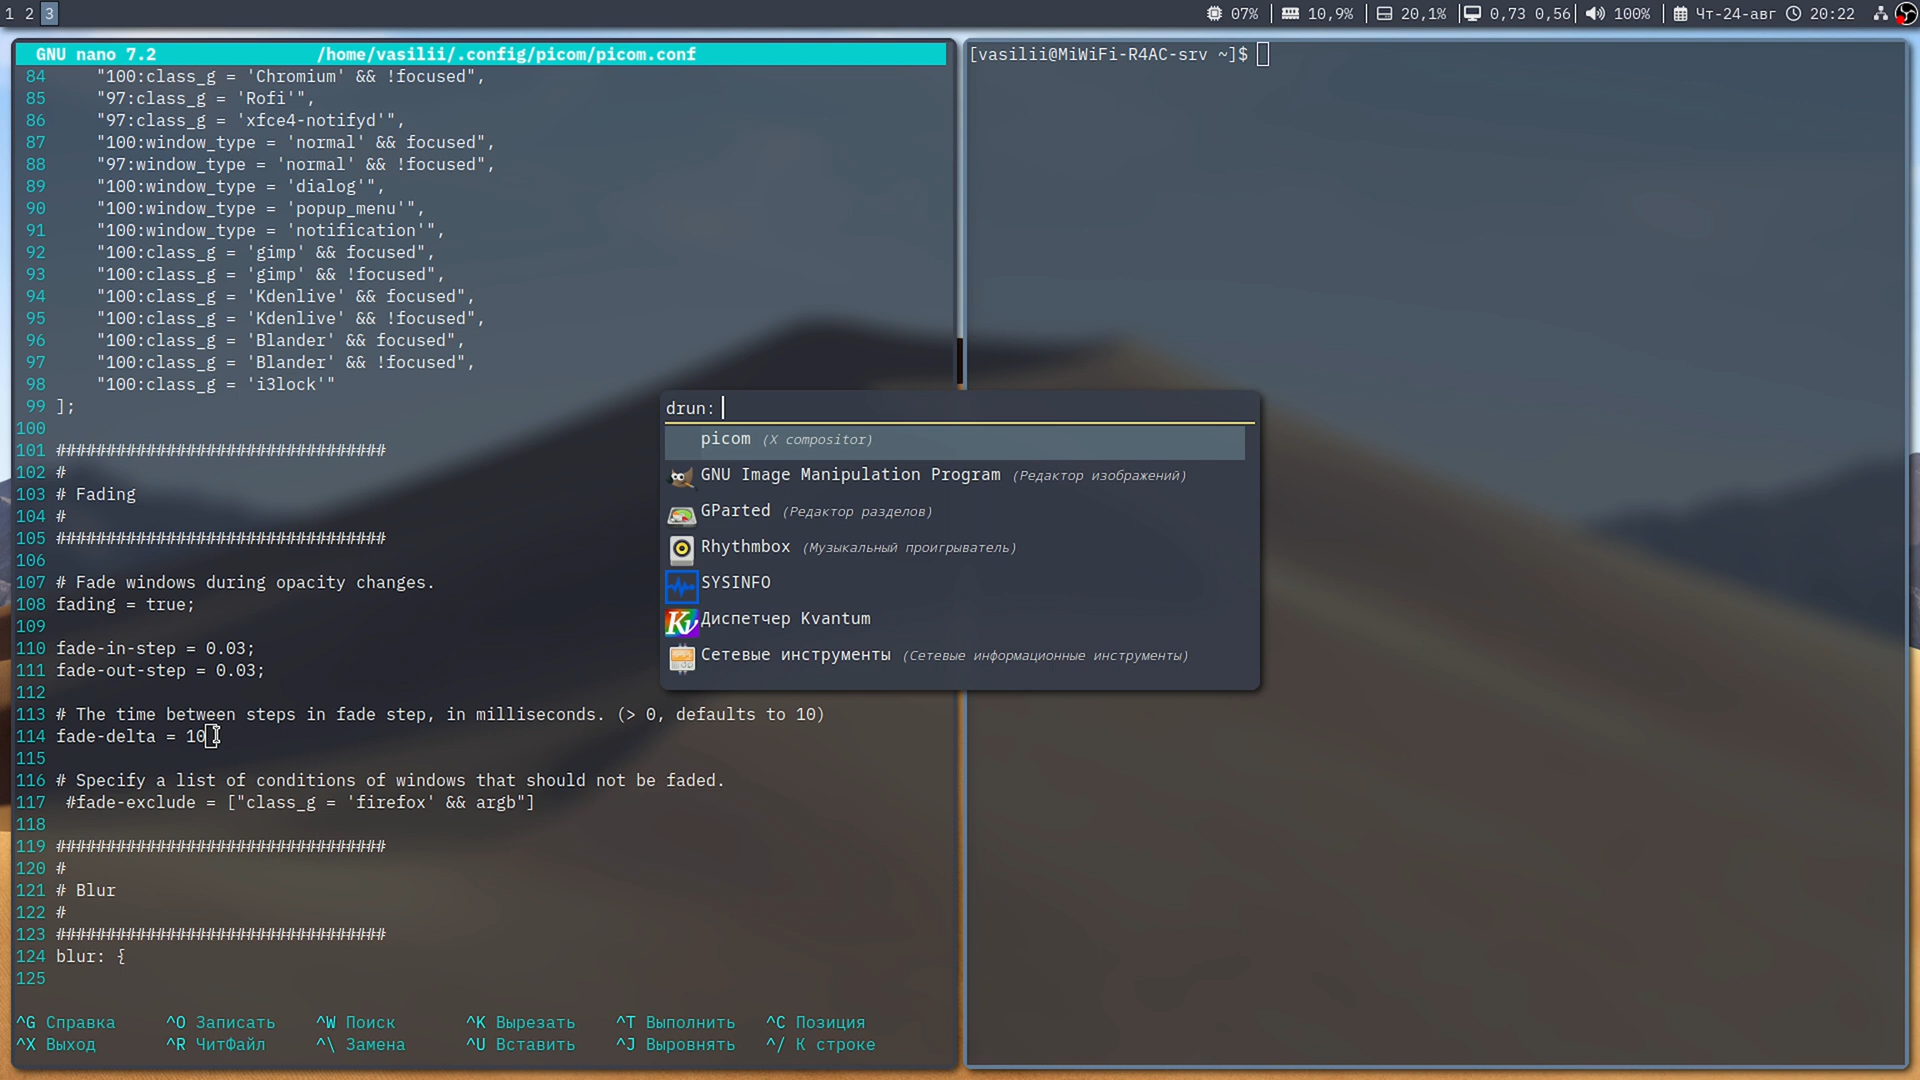 1 2 3
07% 10,9% 20,1% 0,73 0,56 100% Чт-24-авг 20:22
GNU nano 7.2 /home/vasilii/.config/picom/picom.conf
84 "100:class_g = 'Chromium' && !focused",
85 "97:class_g = 'Rofi'",
86 "97:class_g = 'xfce4-notifyd'",
87 "100:window_type = 'normal' && focused",
88 "97:window_type = 'normal' && !focused",
89 "100:window_type = 'dialog'",
90 "100:window_type = 'popup_menu'",
91 "100:window_type = 'notification'",
92 "100:class_g = 'gimp' && focused",
93 "100:class_g = 'gimp' && !focused",
94 "100:class_g = 'Kdenlive' && focused",
95 "100:class_g = 'Kdenlive' && !focused",
96 "100:class_g = 'Blander' && focused",
97 "100:class_g = 'Blander' && !focused",
98 "100:class_g = 'i3lock'"
99 ];
100
101 #################################
102 #
103 # Fading
104 #
105 #################################
106
107 # Fade windows during opacity changes.
108 fading = true;
109
110 fade-in-step = 0.03;
111 fade-out-step = 0.03;
112
113 # The time between steps in fade step, in milliseconds. (> 0, defaults to 10)
114 fade-delta = 10
115
116 # Specify a list of conditions of windows that should not be faded.
117 #fade-exclude = ["class_g = 'firefox' && argb"]
118
119 #################################
120 #
121 # Blur
122 #
123 #################################
124 blur: {
125
^G Справка ^O Записать ^W Поиск ^K Вырезать ^T Выполнить ^C Позиция
^X Выход ^R ЧитФайл ^\ Замена ^U Вставить ^J Выровнять ^/ К строке
[vasilii@MiWiFi-R4AC-srv ~]$
drun:
picom (X compositor)
GNU Image Manipulation Program (Редактор изображений)
GParted (Редактор разделов)
Rhythmbox (Музыкальный проигрыватель)
SYSINFO
Kv Диспетчер Kvantum
Сетевые инструменты (Сетевые информационные инструменты)